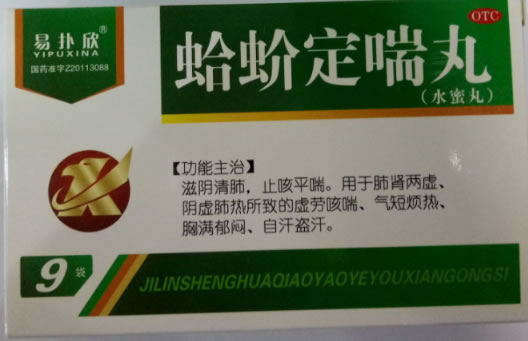 易扑欣®
YIPUXINA
国药准字Z20113088
OTC
蛤蚧定喘丸
(水蜜丸)
【功能主治】
滋阴清肺，止咳平喘。用于肺肾两虚、
阴虚肺热所致的虚劳咳喘、气短烦热、
胸满郁闷、自汗盗汗。
9袋
JILINSHENGHUAQIAOYAOYEYOUXIANGONGSI